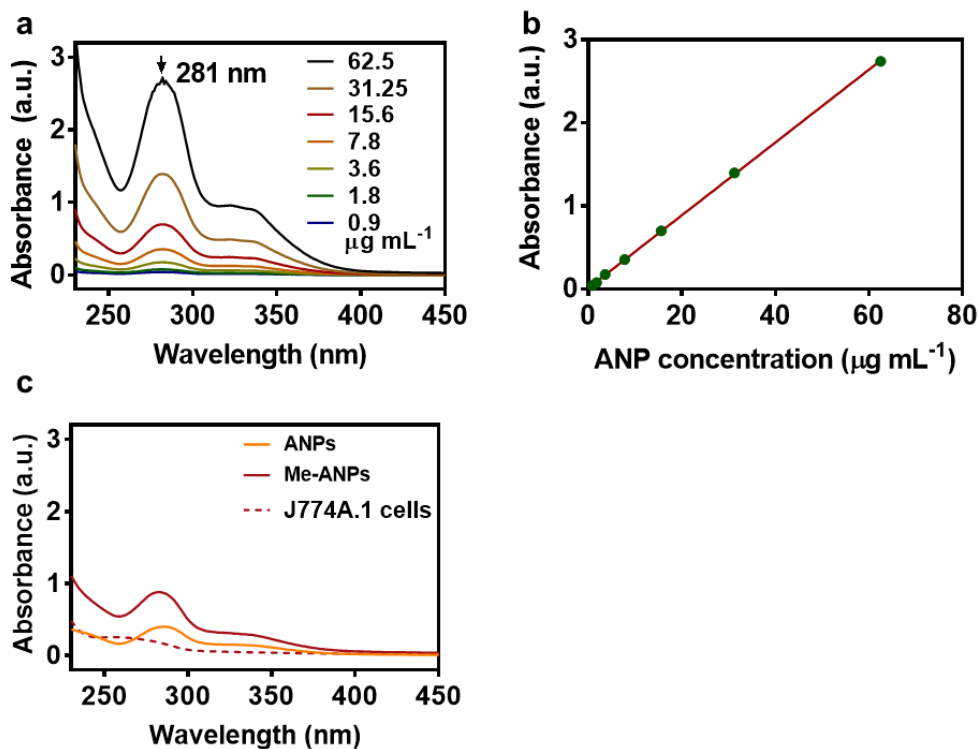 a
3
2
1
0
Absorbance (a.u.)
281 nm
62.5
31.25
15.6
7.8
3.6
1.8
0.9
μg mL⁻¹
250 300 350 400 450
Wavelength (nm)
b
3
2
1
0
Absorbance (a.u.)
0 20 40 60 80
ANP concentration (μg mL⁻¹)
c
3
2
1
0
Absorbance (a.u.)
ANPs
Me-ANPs
J774A.1 cells
250 300 350 400 450
Wavelength (nm)